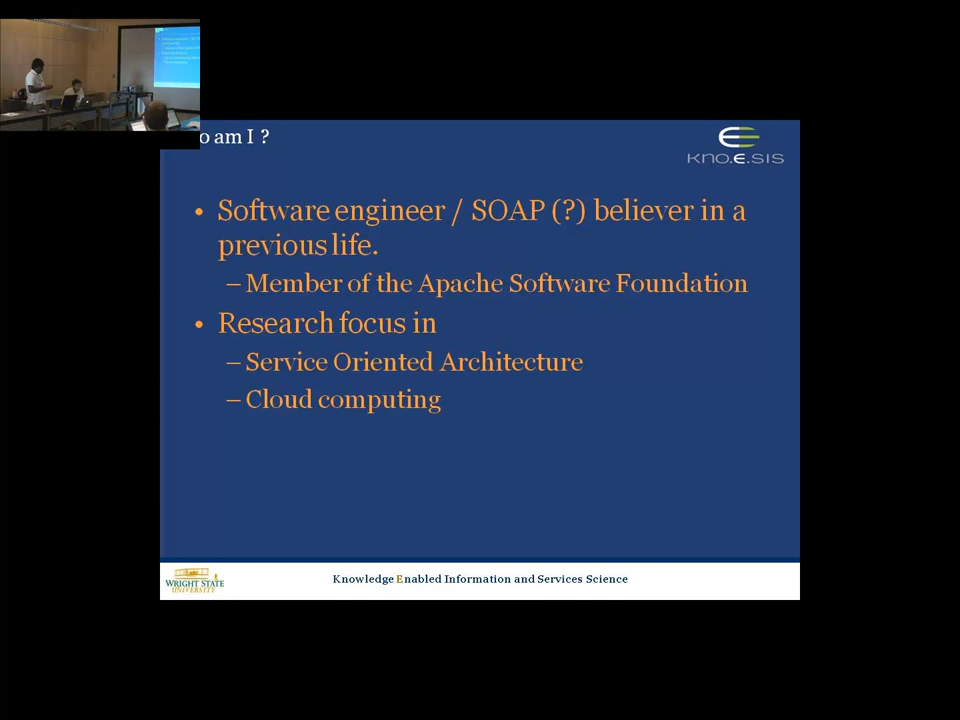 o am I ?
kno.e.sis
• Software engineer / SOAP (?) believer in a
previous life.
– Member of the Apache Software Foundation
• Research focus in
– Service Oriented Architecture
– Cloud computing
WRIGHT STATE
UNIVERSITY
Knowledge Enabled Information and Services Science